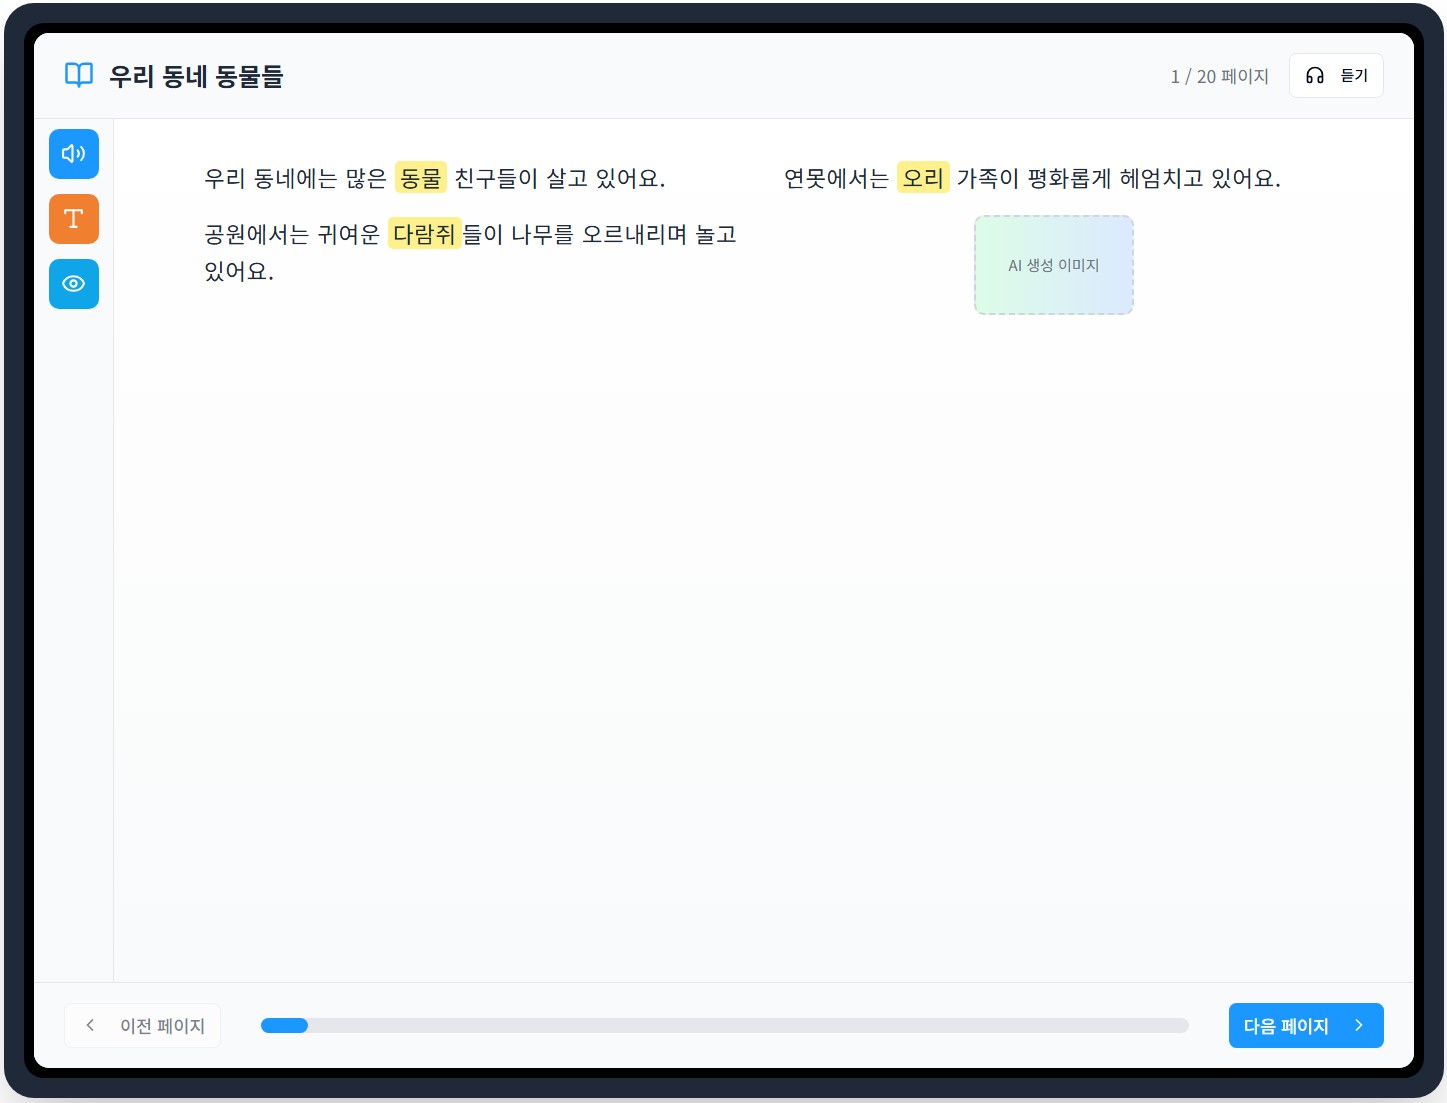 우리 동네 동물들
1 / 20 페이지
듣기
우리 동네에는 많은 동물 친구들이 살고 있어요.
공원에서는 귀여운 다람쥐들이 나무를 오르내리며 놀고
있어요.
연못에서는 오리 가족이 평화롭게 헤엄치고 있어요.
AI 생성 이미지
이전 페이지
다음 페이지